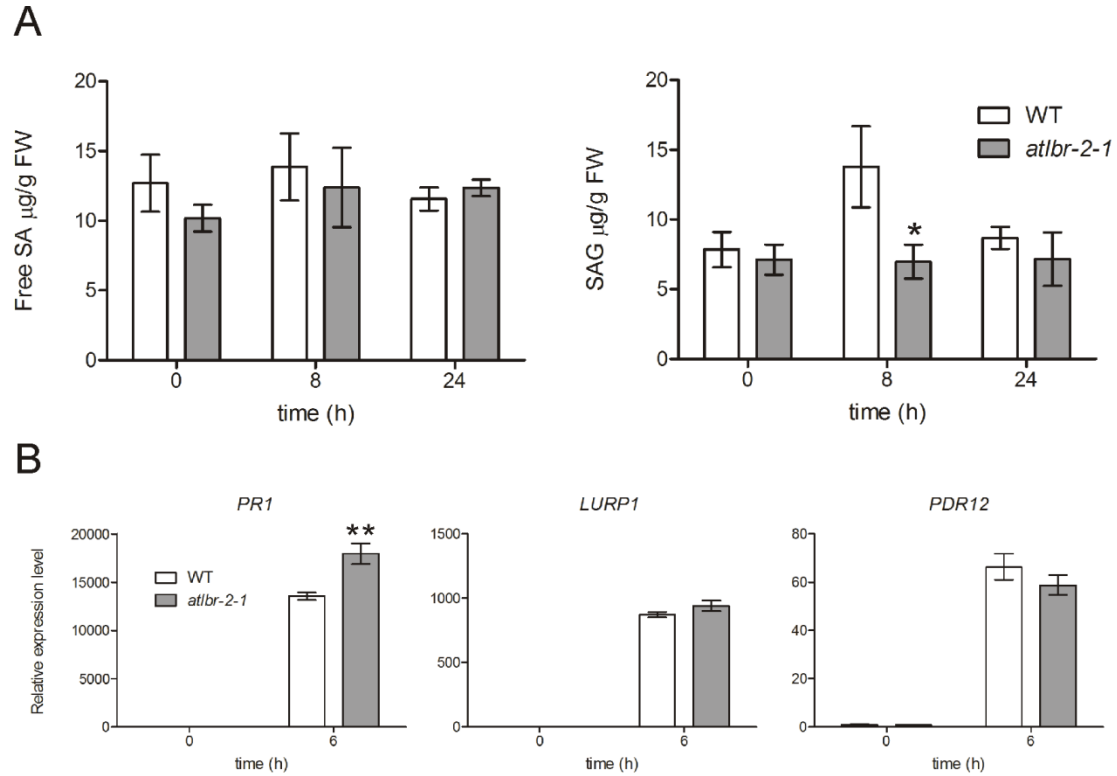 A
Free SA µg/g FW
20
15
10
5
0
0
8
24
time (h)
SAG µg/g FW
20
15
10
5
0
*
0
8
24
time (h)
WT
atlbr-2-1
B
PR1
Relative expression level
20000
15000
10000
5000
0
**
WT
atlbr-2-1
0
6
time (h)
LURP1
1500
1000
500
0
0
6
time (h)
PDR12
80
60
40
20
0
0
6
time (h)